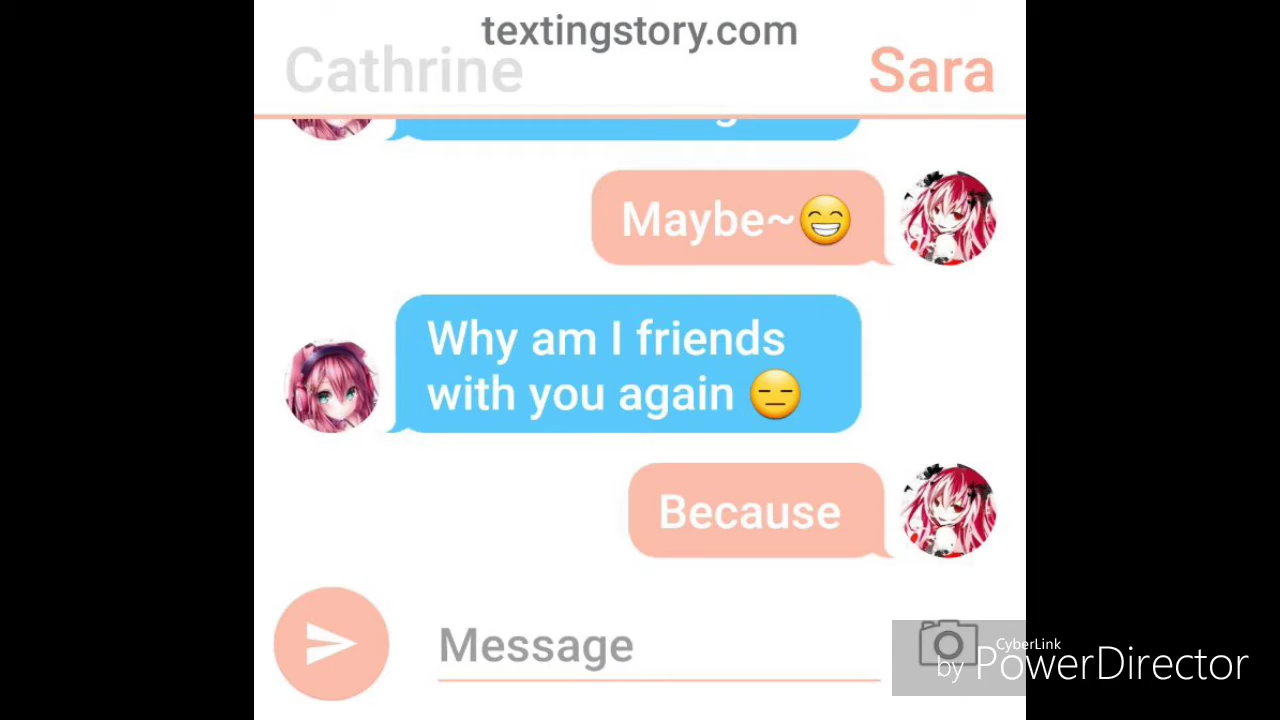 textingstory.com
Cathrine
Sara
Maybe~😁
Why am I friends
with you again 😑
Because
Message
CyberLink
by PowerDirector